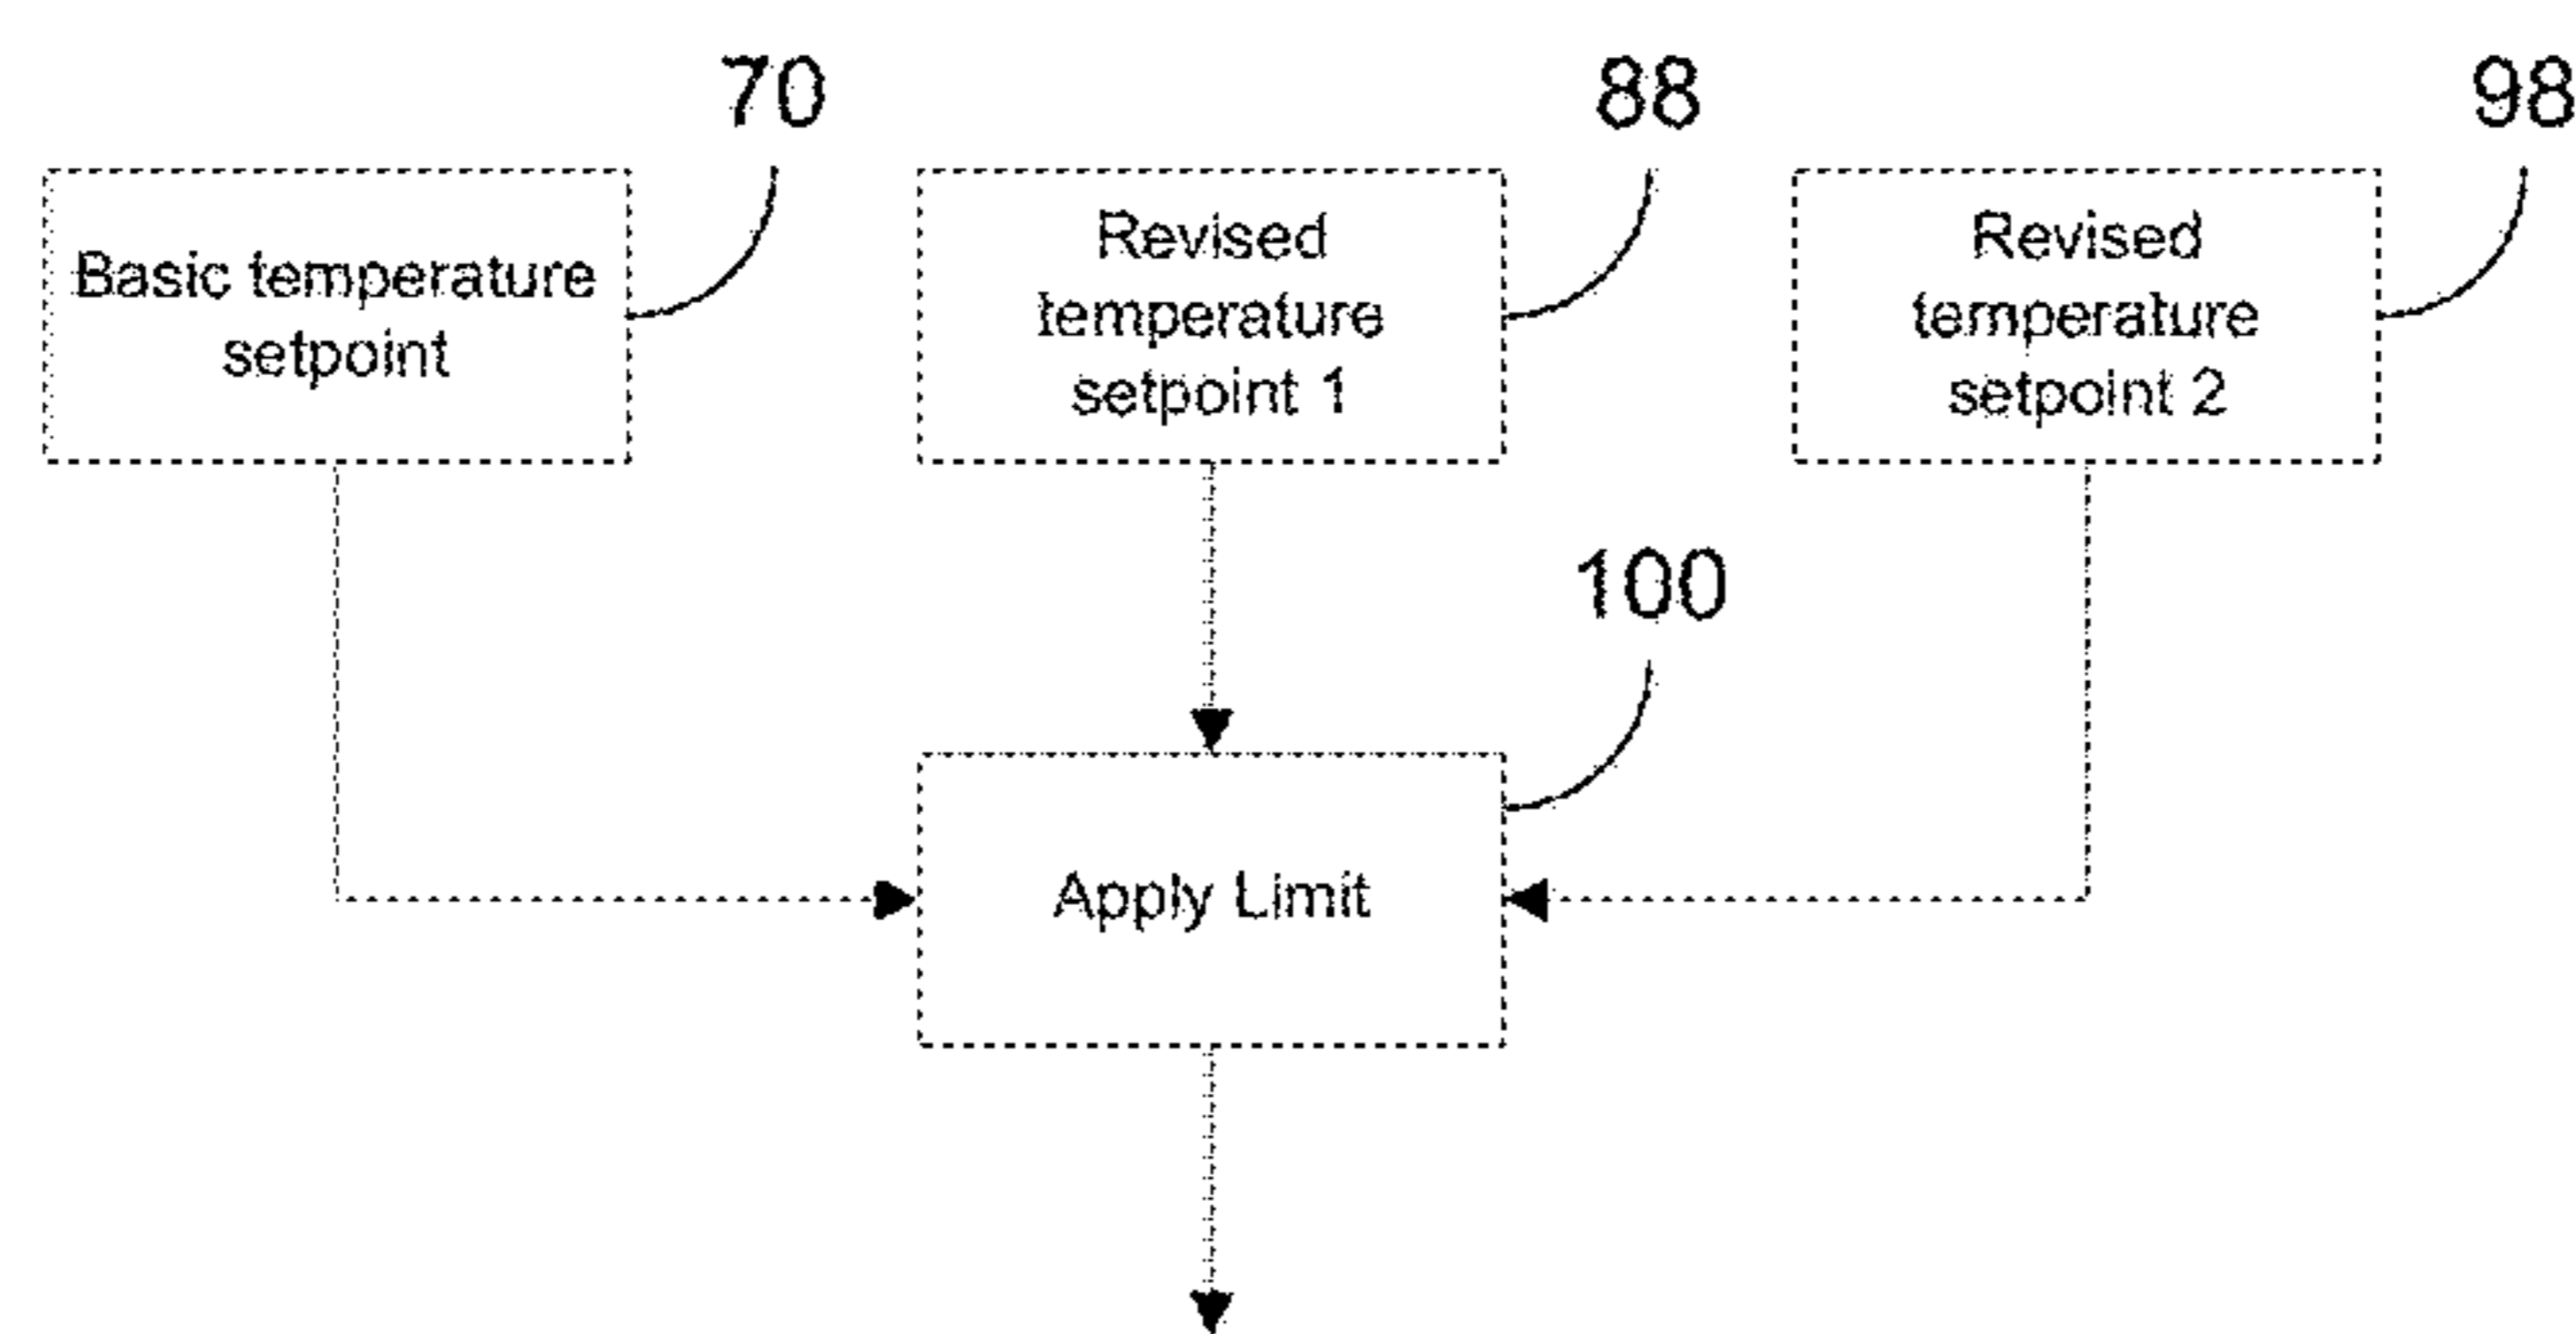 70
88
98
Basic temperature
setpoint
Revised
temperature
setpoint 1
Revised
temperature
setpoint 2
100
Apply Limit